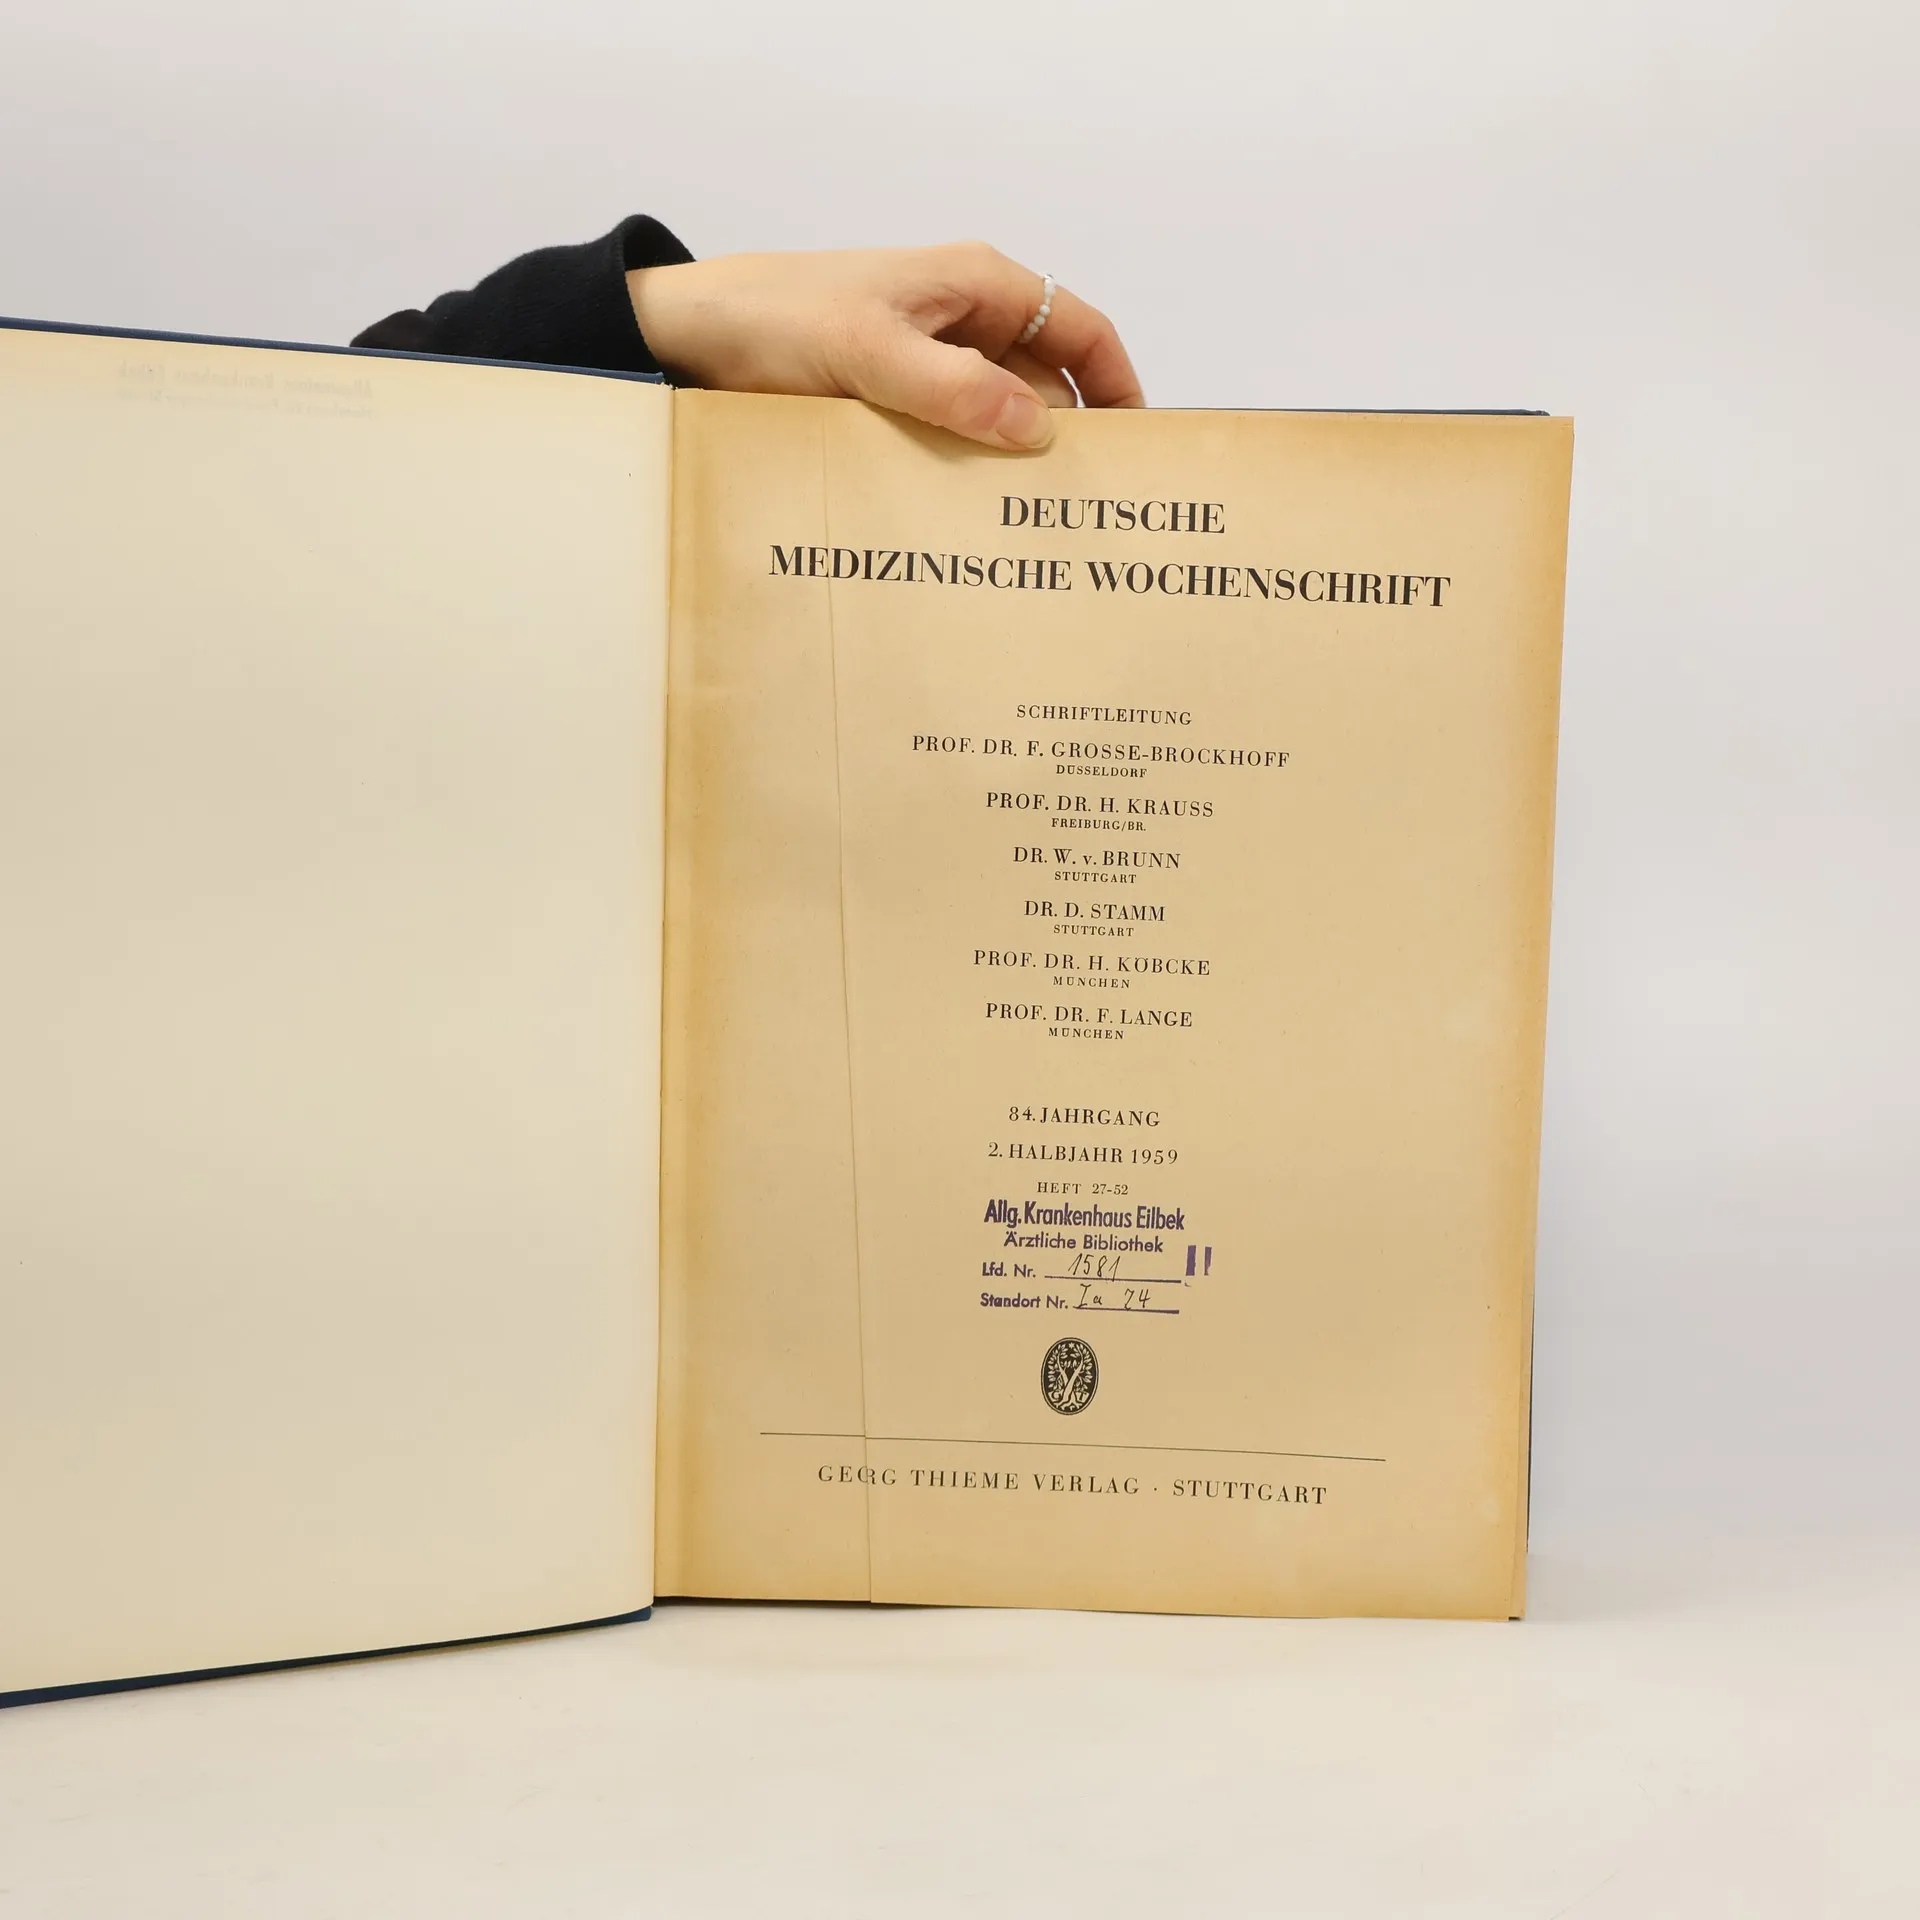 DEUTSCHE
MEDIZINISCHE WOCHENSCHRIFT
SCHRIFTLEITUNG
PROF. DR. F. GROSSE-BROCKHOFF
DÜSSELDORF
PROF. DR. H. KRAUSS
FREIBURG/BR.
DR. W. v. BRUNN
STUTTGART
DR. D. STAMM
STUTTGART
PROF. DR. H. KÖBCKE
MÜNCHEN
PROF. DR. F. LANGE
MÜNCHEN
84. JAHRGANG
2. HALBJAHR 1959
HEFT 27-52
Allg. Krankenhaus Eilbek
Ärztliche Bibliothek
Lfd. Nr. 1581
Standort Nr. Ia 74
GEORG THIEME VERLAG · STUTTGART